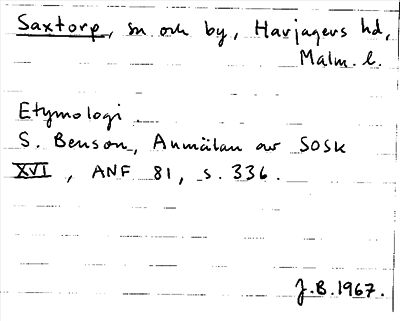 Saxtorp, sn och by, Harjagers hd,
Malm. l.
Etymologi.
S. Benson, Anmälan av SOSk
XVI, ANF 81, s. 336.
J.B. 1967.